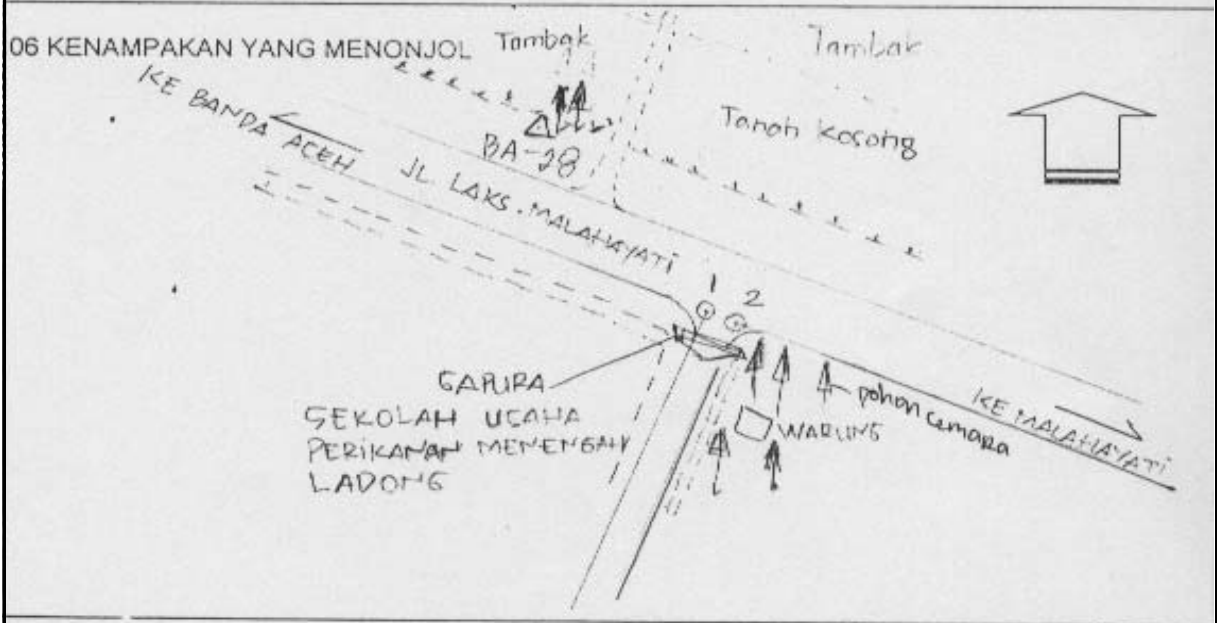 06 KENAMPAKAN YANG MENONJOL
Tambak
Tambak
KE BANDA ACEH
BA-28
Tanah kosong
JL LAKS. MALAHAYATI
1
2
GAPURA
SEKOLAH USAHA
PERIKANAN MENENGAH
LADONG
WARUNG
pohon cemara
KE MALAHAYATI